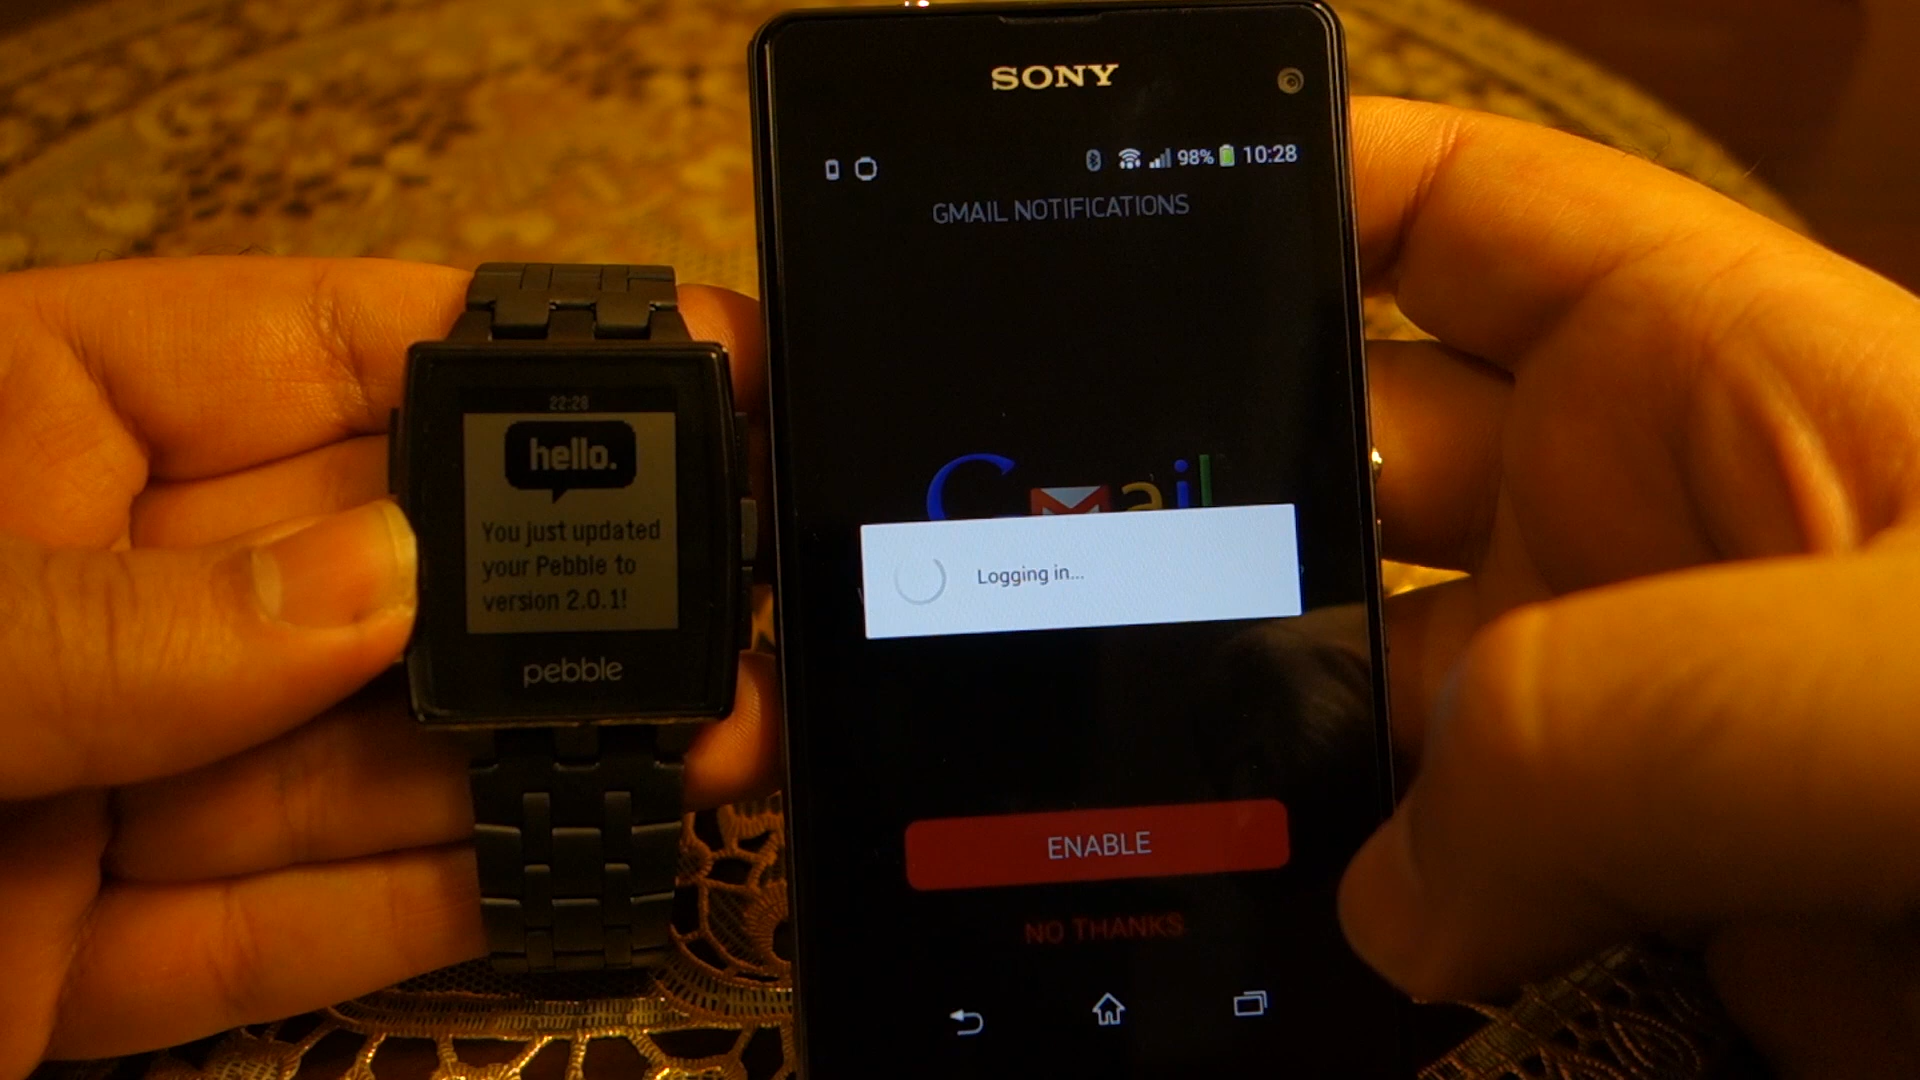 22:28
hello.
You just updated
your Pebble to
version 2.0.1!
pebble
SONY
98% 10:28
GMAIL NOTIFICATIONS
Gmail
Logging in...
ENABLE
NO THANKS